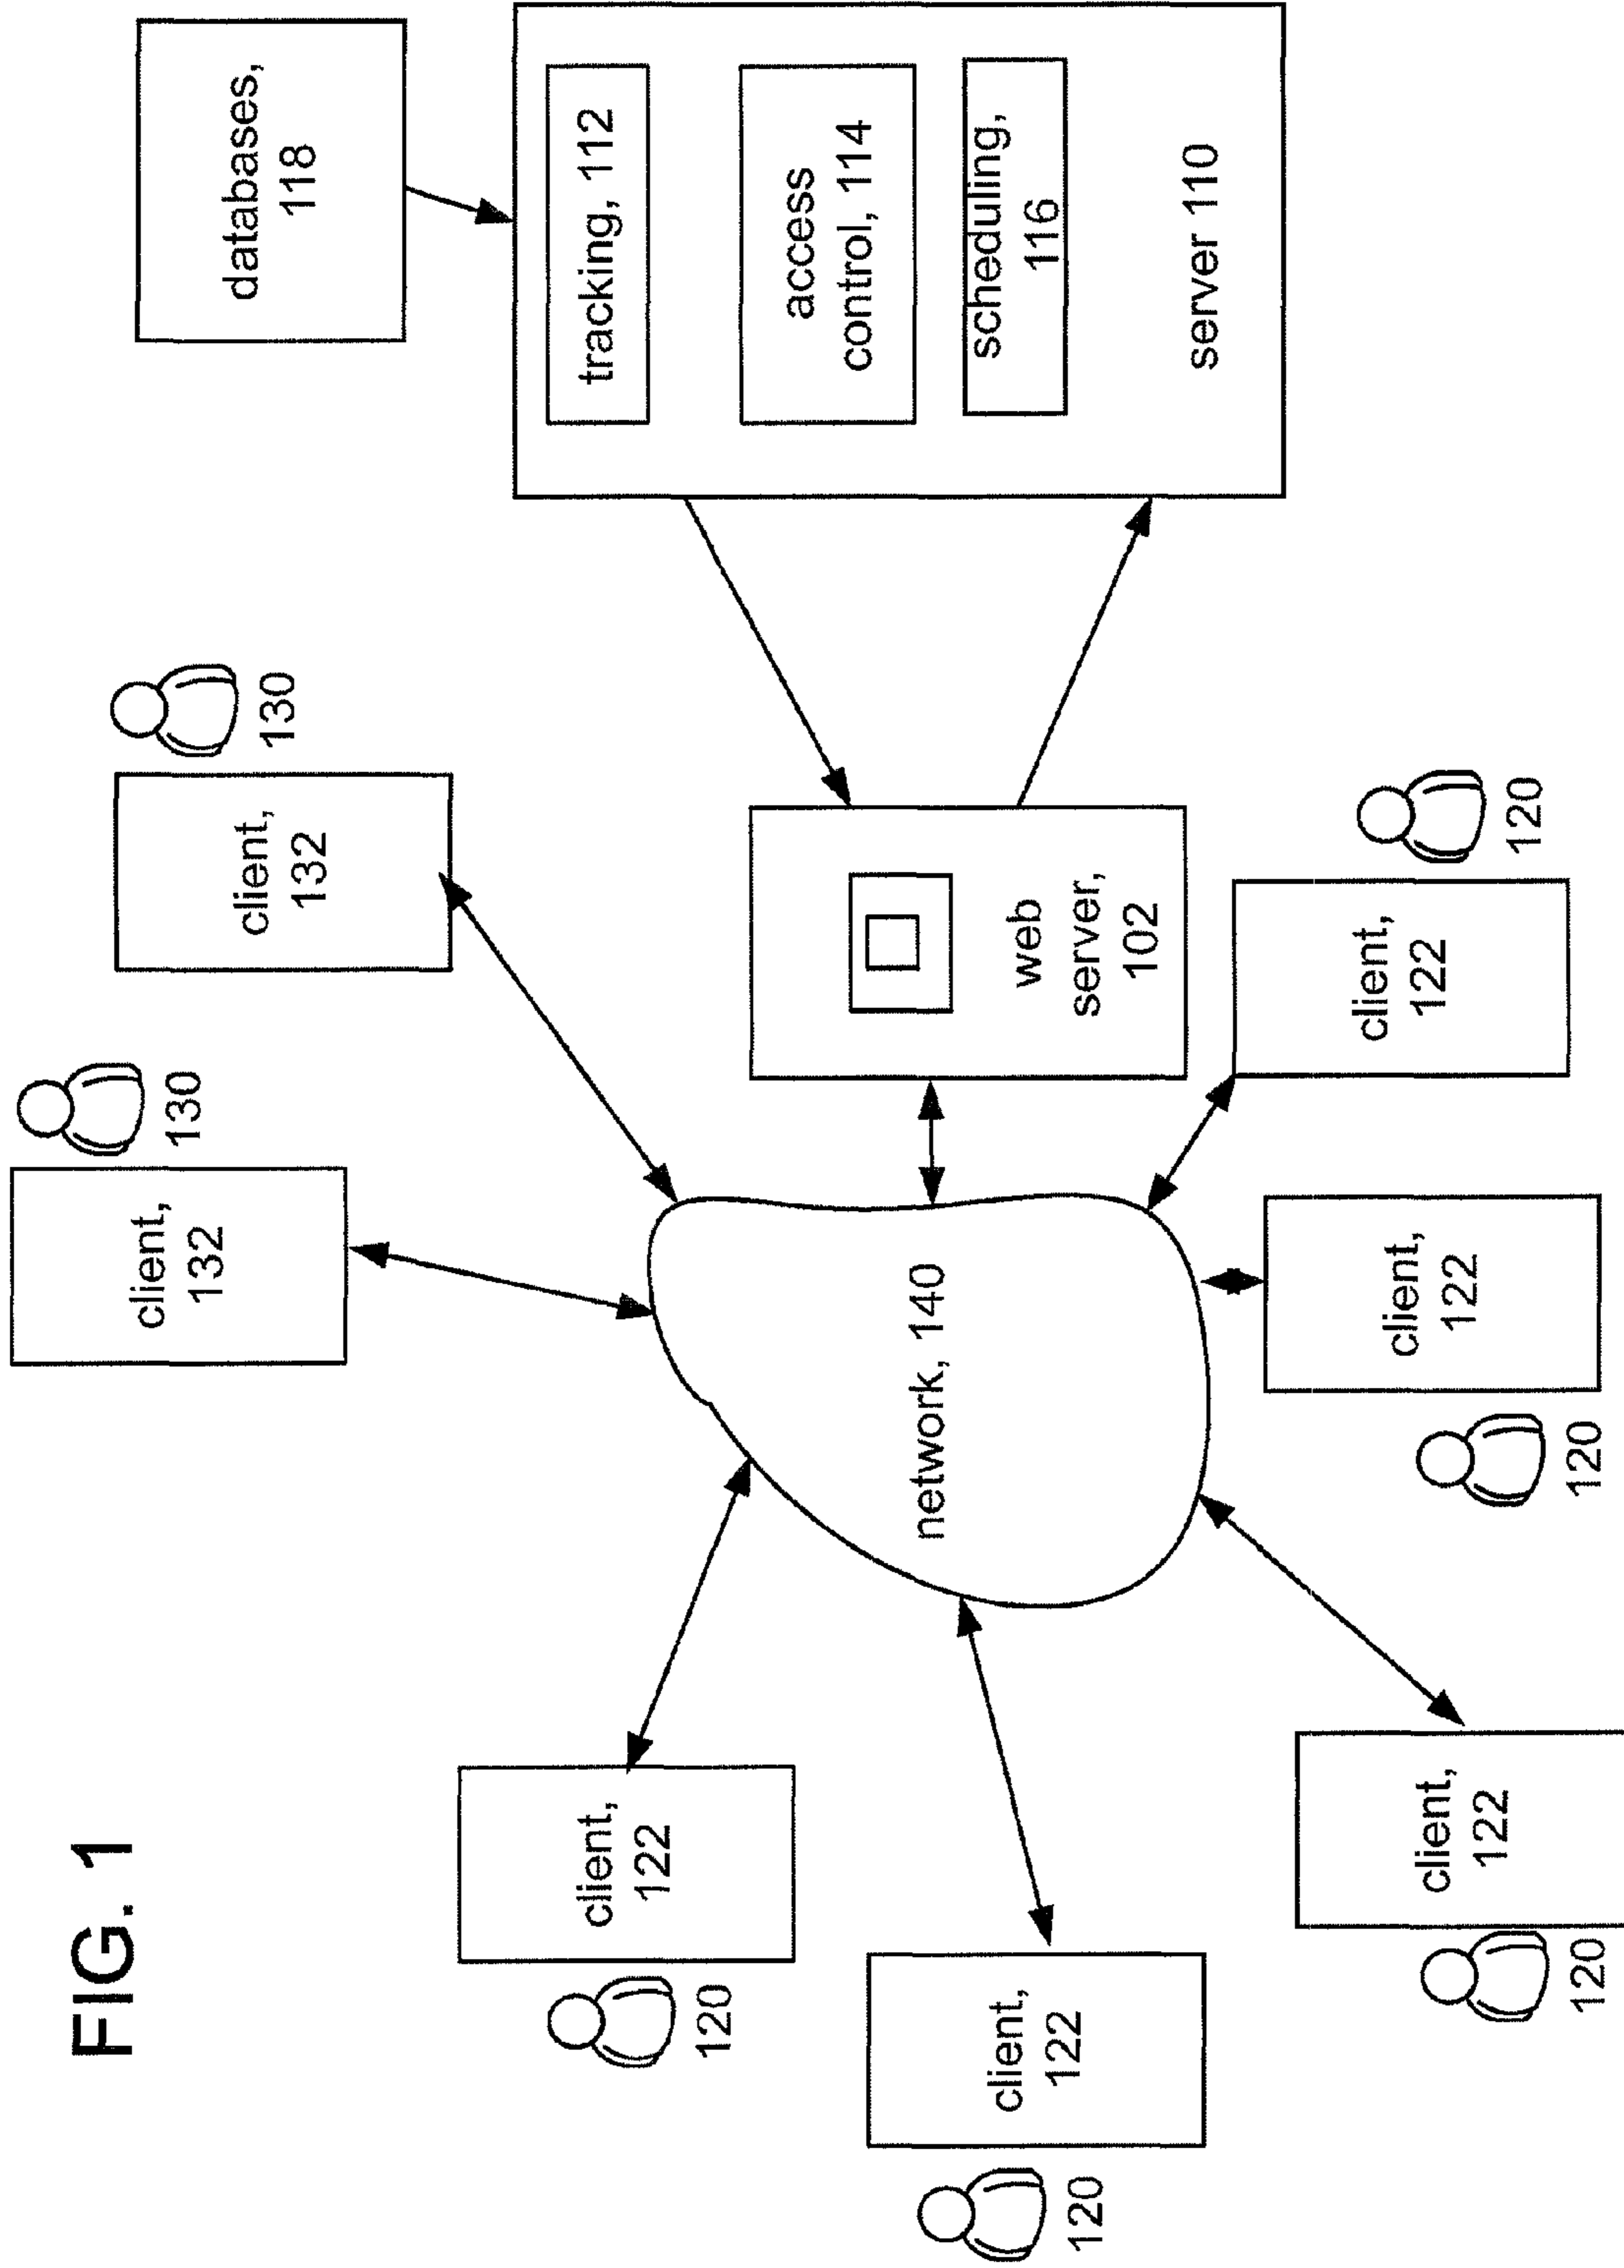 FIG. 1
client,
132
130
client,
132
130
databases,
118
client,
122
120
tracking, 112
access
control, 114
scheduling,
116
server 110
network, 140
web
server,
102
client,
122
120
client,
122
120
client,
122
120
client,
122
120